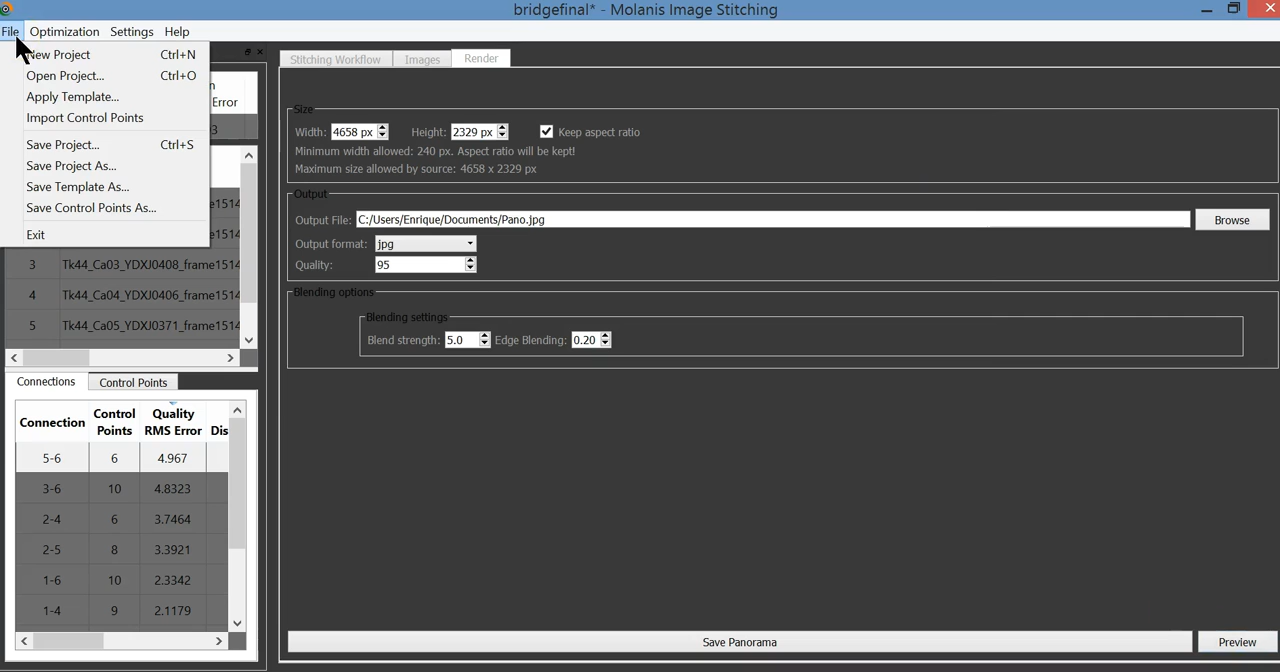 bridgefinal* - Molanis Image Stitching
File Optimization Settings Help
New Project Ctrl+N
Open Project... Ctrl+O
Apply Template...
Import Control Points
Save Project... Ctrl+S
Save Project As...
Save Template As...
Save Control Points As...
Exit
n
Error
3
1514
1514
3 Tk44_Ca03_YDXJ0408_frame1514
4 Tk44_Ca04_YDXJ0406_frame1514
5 Tk44_Ca05_YDXJ0371_frame1514
Connections Control Points
Connection Control Points Quality RMS Error Dis
5-6 6 4.967
3-6 10 4.8323
2-4 6 3.7464
2-5 8 3.3921
1-6 10 2.3342
1-4 9 2.1179
Stitching Workflow Images Render
Size
Width: 4658 px Height: 2329 px Keep aspect ratio
Minimum width allowed: 240 px. Aspect ratio will be kept!
Maximum size allowed by source: 4658 x 2329 px
Output
Output File: C:/Users/Enrique/Documents/Pano.jpg Browse
Output format: jpg
Quality: 95
Blending options
Blending settings
Blend strength: 5.0 Edge Blending: 0.20
Save Panorama Preview